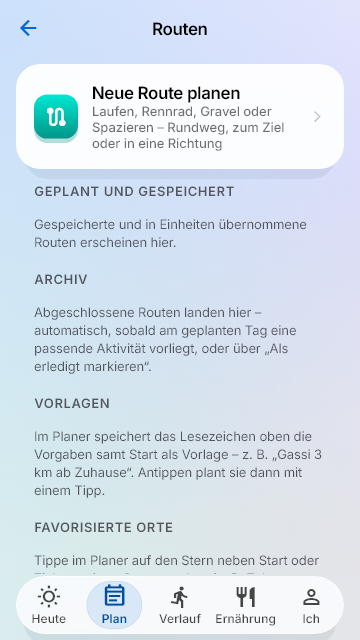 Routen
Neue Route planen
Laufen, Rennrad, Gravel oder
Spazieren – Rundweg, zum Ziel
oder in eine Richtung
GEPLANT UND GESPEICHERT
Gespeicherte und in Einheiten übernommene
Routen erscheinen hier.
ARCHIV
Abgeschlossene Routen landen hier –
automatisch, sobald am geplanten Tag eine
passende Aktivität vorliegt, oder über „Als
erledigt markieren“.
VORLAGEN
Im Planer speichert das Lesezeichen oben die
Vorgaben samt Start als Vorlage – z. B. „Gassi 3
km ab Zuhause“. Antippen plant sie dann mit
einem Tipp.
FAVORISIERTE ORTE
Tippe im Planer auf den Stern neben Start oder
Heute
Plan
Verlauf
Ernährung
Ich